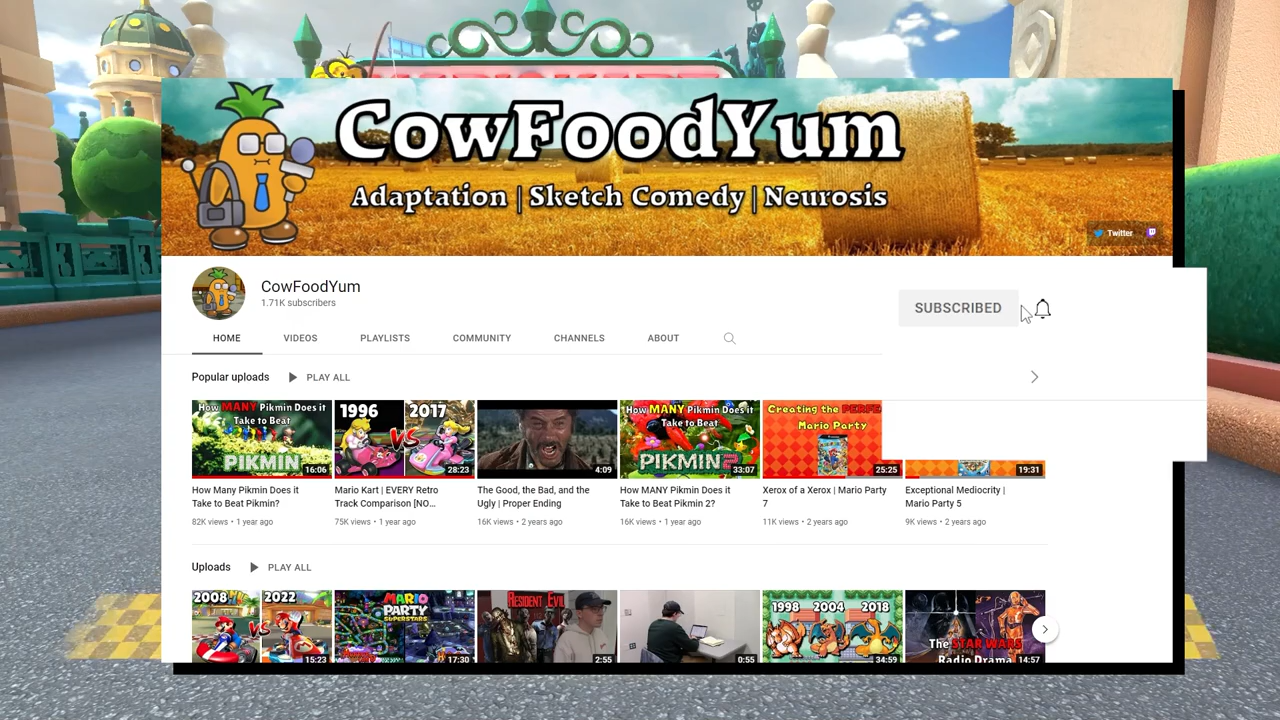 CowFoodYum
Adaptation | Sketch Comedy | Neurosis
Twitter
CowFoodYum
1.71K subscribers
SUBSCRIBED
HOME VIDEOS PLAYLISTS COMMUNITY CHANNELS ABOUT
Popular uploads PLAY ALL
How MANY Pikmin Does it
Take to Beat
PIKMIN
16:06
1996 VS 2017
28:23
4:09
How MANY Pikmin Does it
Take to Beat
PIKMIN 2
33:07
Creating the
Mario Party
25:25
19:31
How Many Pikmin Does it
Take to Beat Pikmin?
82K views • 1 year ago
Mario Kart | EVERY Retro
Track Comparison [NO...
75K views • 1 year ago
The Good, the Bad, and the
Ugly | Proper Ending
16K views • 2 years ago
How MANY Pikmin Does it
Take to Beat Pikmin 2?
16K views • 1 year ago
Xerox of a Xerox | Mario Party
7
11K views • 2 years ago
Exceptional Mediocrity |
Mario Party 5
9K views • 2 years ago
Uploads PLAY ALL
2008 VS 2022
15:23
MARIO
PARTY
SUPERSTARS
17:30
RESIDENT EVIL
2:55
0:55
1998 2004 2018
34:59
The STAR WARS
Radio Drama
14:57